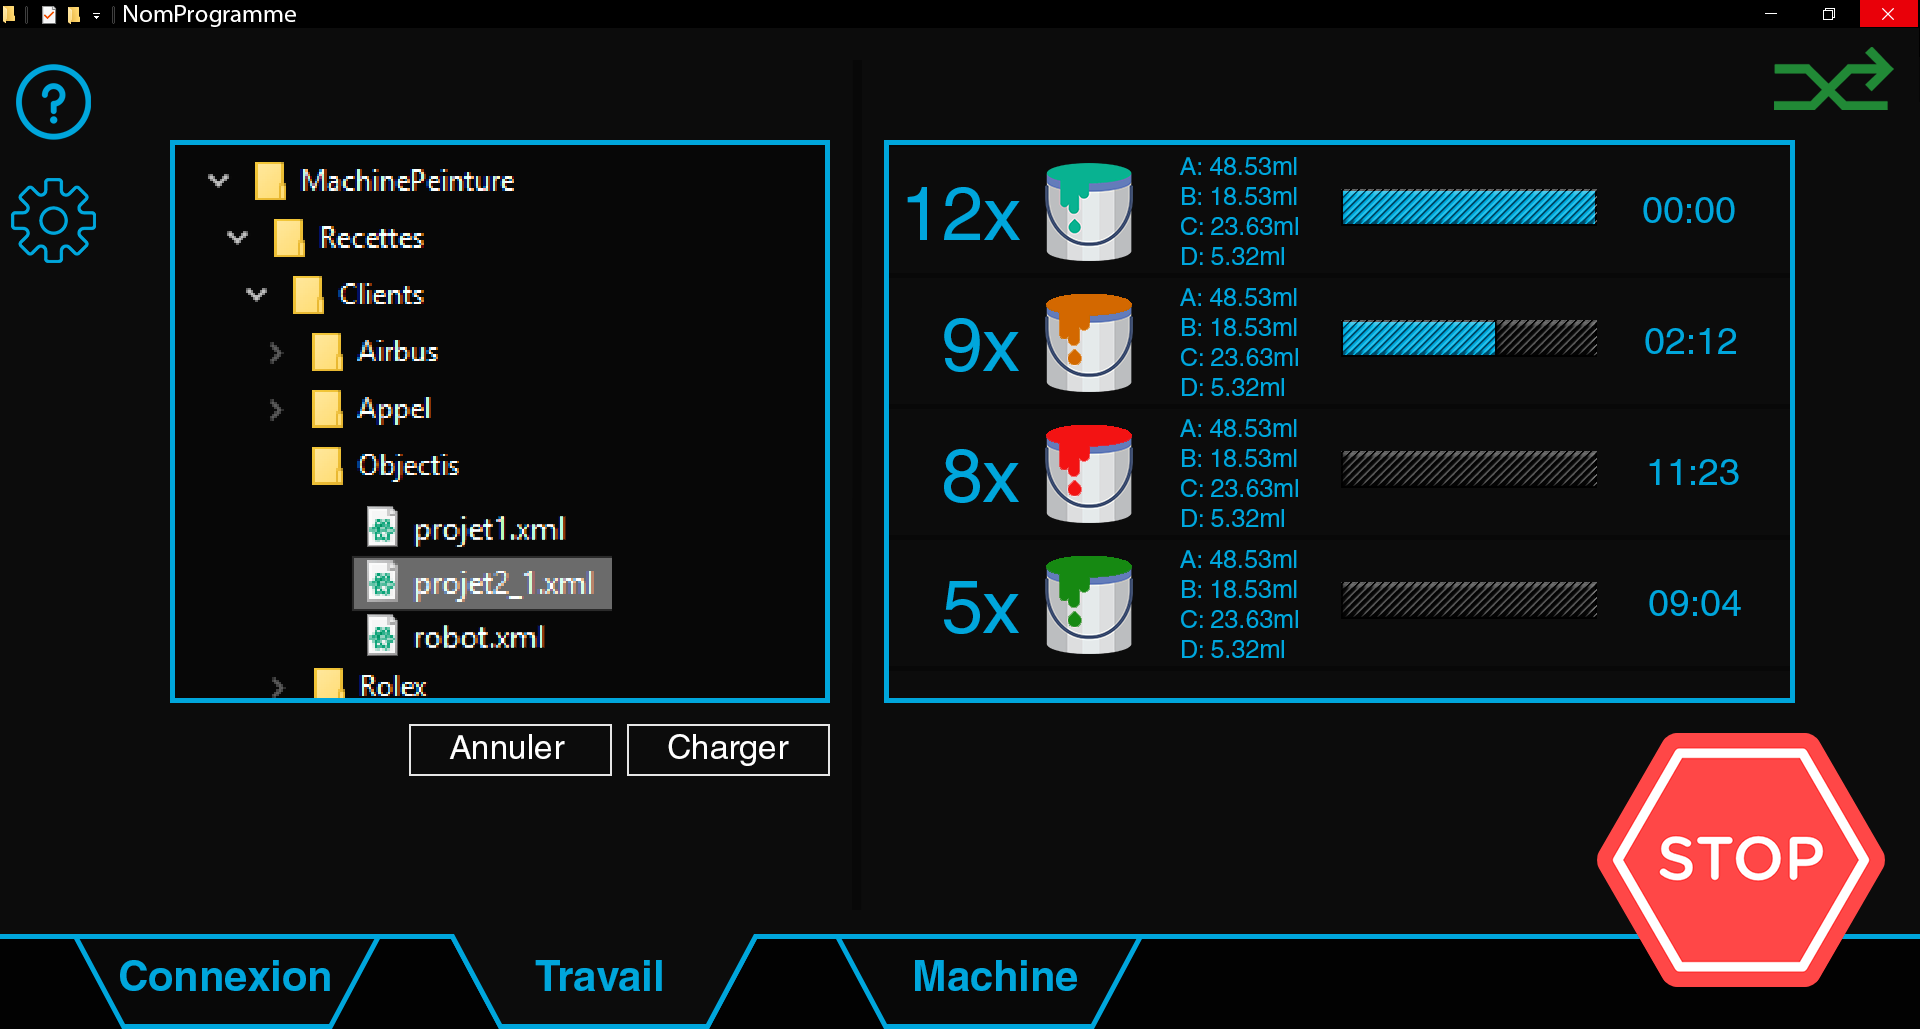 NomProgramme
?
MachinePeinture
Recettes
Clients
Airbus
Appel
Objectis
projet1.xml
projet2_1.xml
robot.xml
Rolex
Annuler
Charger
12x
A: 48.53ml
B: 18.53ml
C: 23.63ml
D: 5.32ml
00:00
9x
A: 48.53ml
B: 18.53ml
C: 23.63ml
D: 5.32ml
02:12
8x
A: 48.53ml
B: 18.53ml
C: 23.63ml
D: 5.32ml
11:23
5x
A: 48.53ml
B: 18.53ml
C: 23.63ml
D: 5.32ml
09:04
STOP
Connexion
Travail
Machine